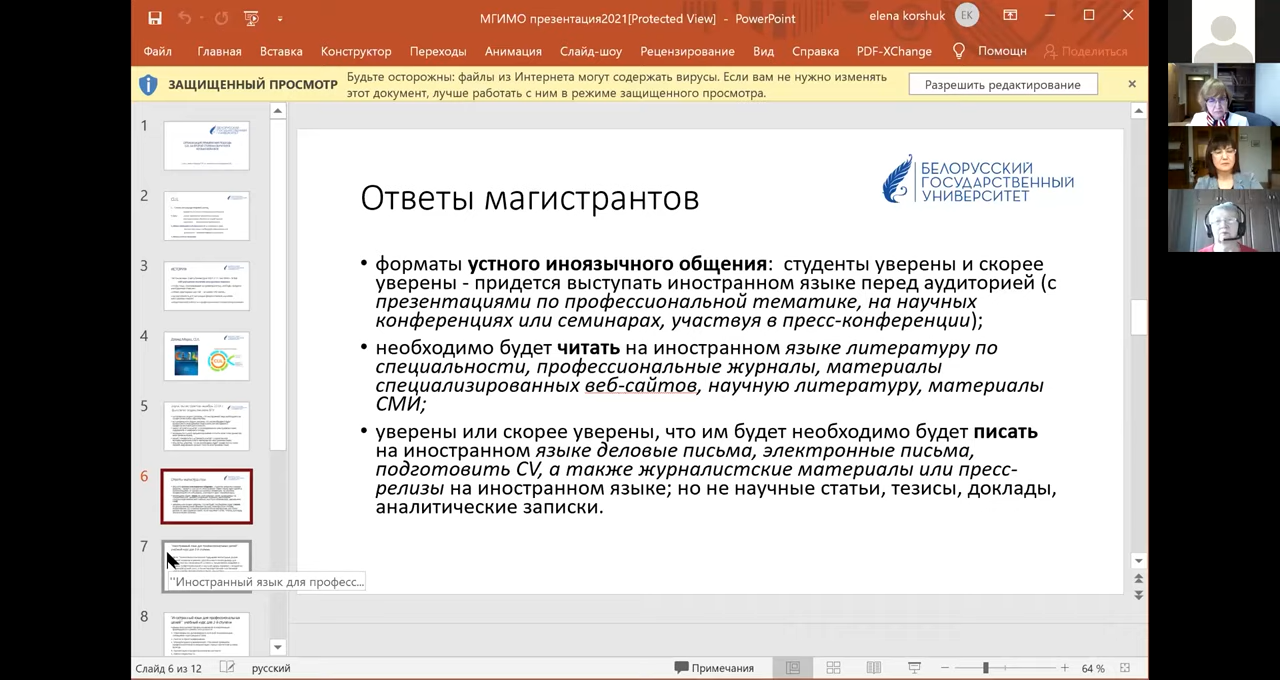 МГИМО презентация2021[Protected View] - PowerPoint
elena korshuk
EK
Файл
Главная
Вставка
Конструктор
Переходы
Анимация
Слайд-шоу
Рецензирование
Вид
Справка
PDF-XChange
Помощн
Поделиться
ЗАЩИЩЕННЫЙ ПРОСМОТР
Будьте осторожны: файлы из Интернета могут содержать вирусы. Если вам не нужно изменять
этот документ, лучше работать с ним в режиме защищенного просмотра.
Разрешить редактирование
1
2
3
4
5
6
7
"Иностранный язык для професс...
8
БЕЛОРУССКИЙ
ГОСУДАРСТВЕННЫЙ
УНИВЕРСИТЕТ
Ответы магистрантов
• форматы устного иноязычного общения: студенты уверены и скорее
уверены - придется выступать иностранном языке перед аудиторией (с
презентациями по профессиональной тематике, на научных
конференциях или семинарах, участвуя в пресс-конференции);
• необходимо будет читать на иностранном языке литературу по
специальности, профессиональные журналы, материалы
специализированных веб-сайтов, научную литературу, материалы
СМИ;
• уверены или скорее уверены, что им будет необходимо будет писать
на иностранном языке деловые письма, электронные письма,
подготовить CV, а также журналистские материалы или пресс-
релизы на иностранном языке; но не научные статьи, тезисы, доклады,
аналитические записки.
Слайд 6 из 12
русский
Примечания
64 %